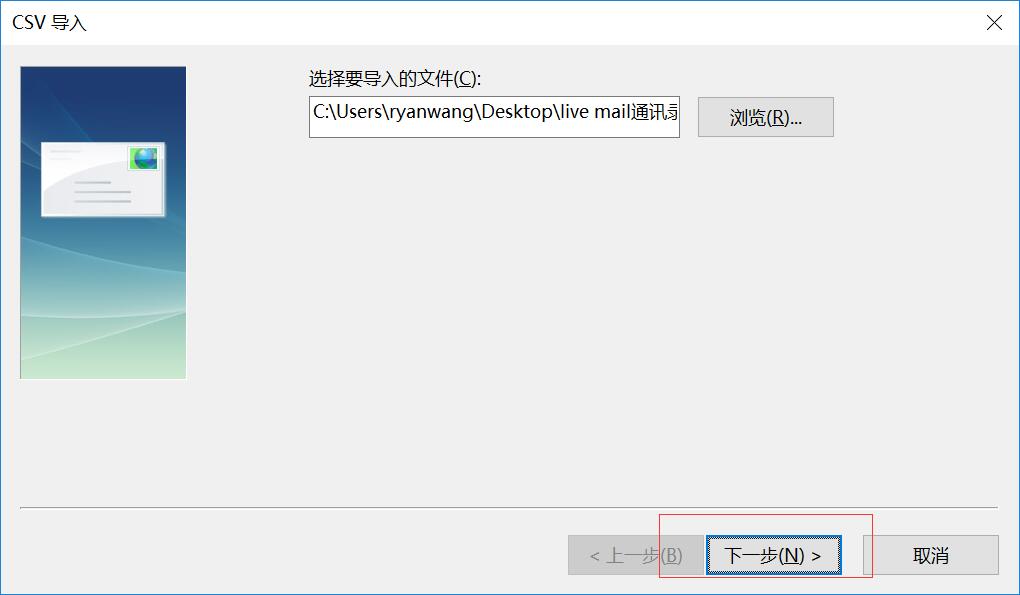 CSV 导入
选择要导入的文件(C):
C:\Users\ryanwang\Desktop\live mail通讯录
浏览(R)...
< 上一步(B)
下一步(N) >
取消